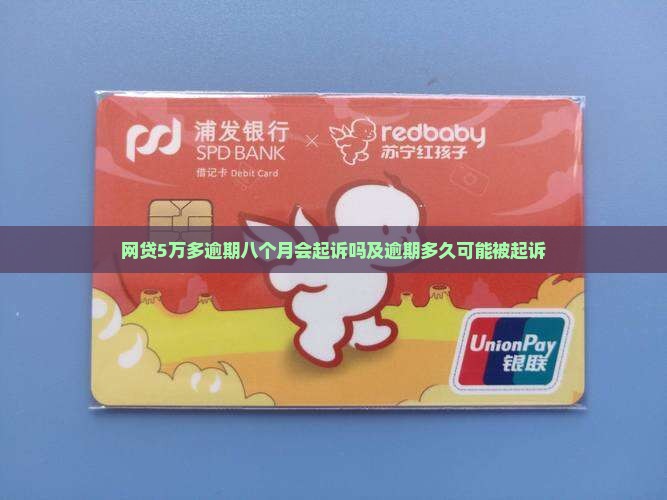 浦发银行
SPD BANK
借记卡 Debit Card
×
redbaby
苏宁红孩子
网贷5万多逾期八个月会起诉吗及逾期多久可能被起诉
UnionPay
银联